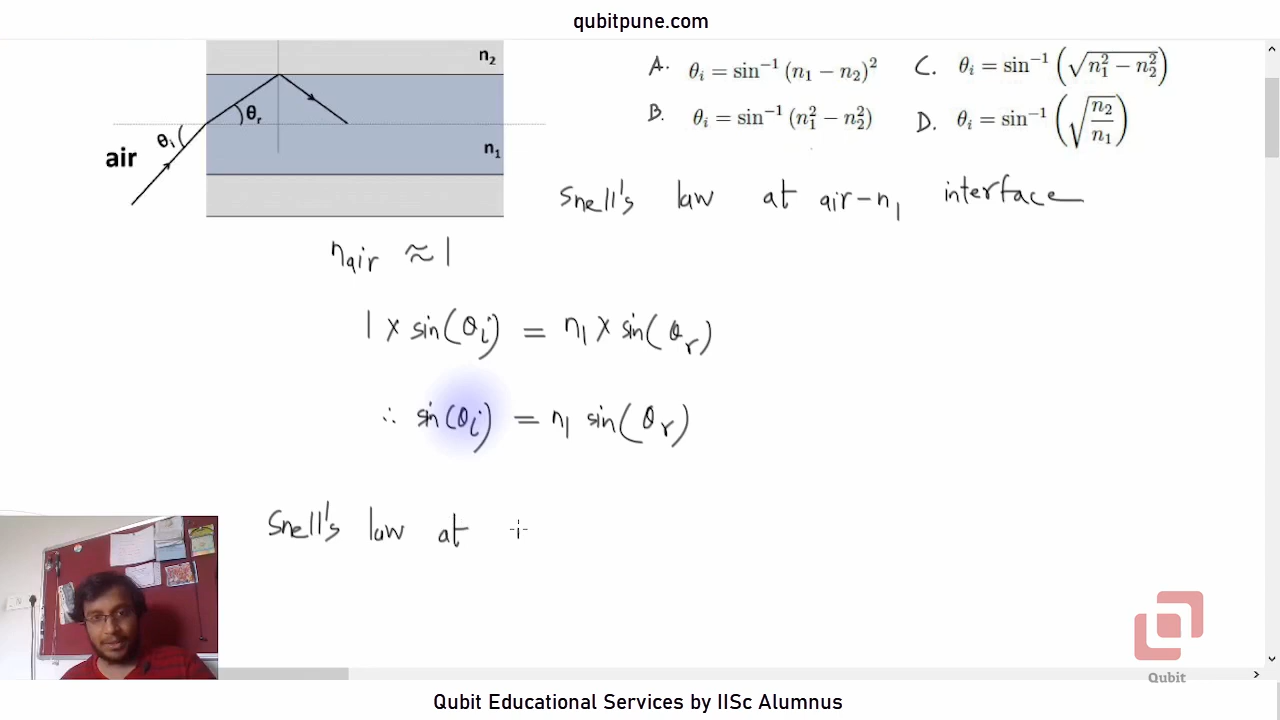 qubitpune.com
n₂
θᵣ
θᵢ
air
n₁
A. θᵢ = sin⁻¹ (n₁ − n₂)²
C. θᵢ = sin⁻¹ (√(n₁² − n₂²))
B. θᵢ = sin⁻¹ (n₁² − n₂²)
D. θᵢ = sin⁻¹ (√(n₂/n₁))
Snell's law at air-n₁ interface
ηair ≈ 1
1 × sin(θᵢ) = n₁ × sin(θᵣ)
∴ sin(θᵢ) = n₁ sin(θᵣ)
Snell's law at
Qubit
Qubit Educational Services by IISc Alumnus